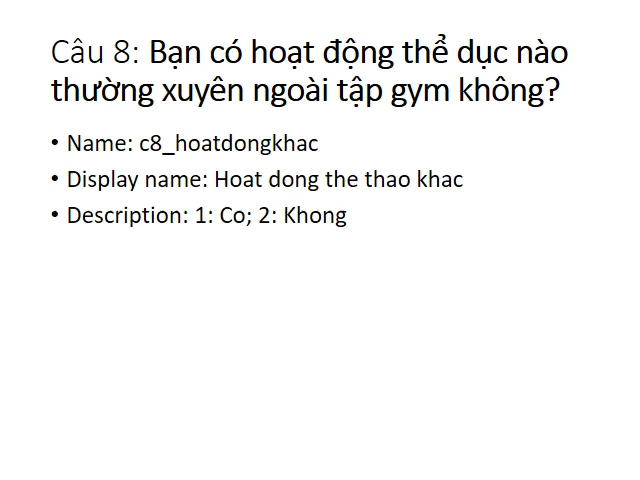 Câu 8: Bạn có hoạt động thể dục nào
thường xuyên ngoài tập gym không?
• Name: c8_hoatdongkhac
• Display name: Hoat dong the thao khac
• Description: 1: Co; 2: Khong